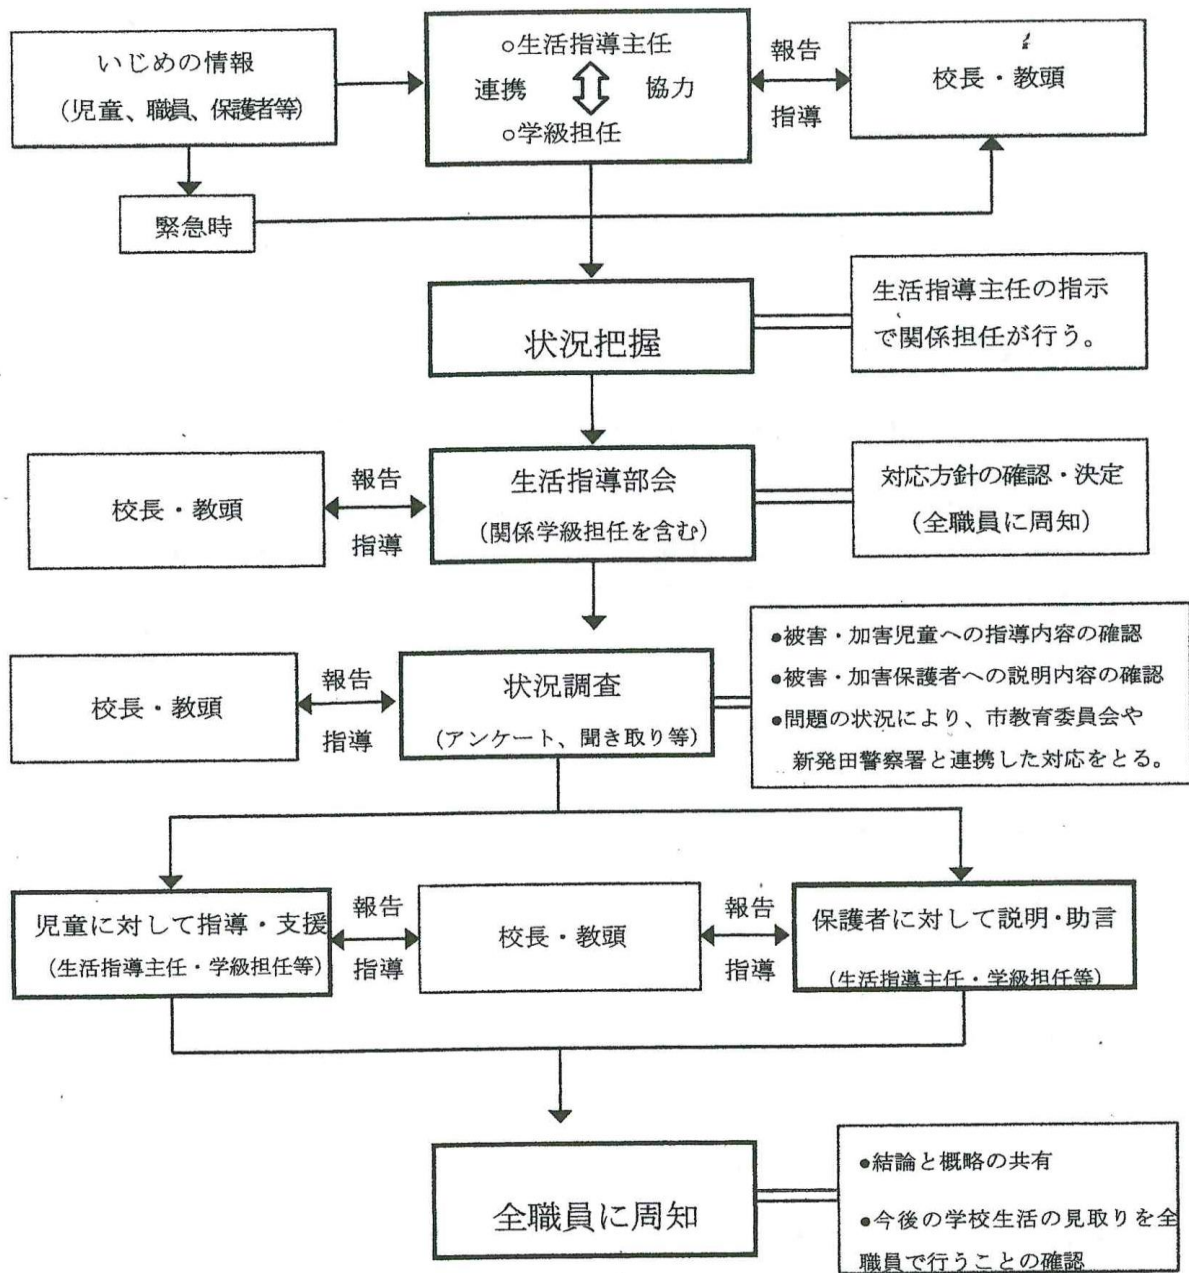 いじめの情報
(児童、職員、保護者等)
○生活指導主任
連携 協力
○学級担任
報告
指導
校長・教頭
緊急時
状況把握
生活指導主任の指示
で関係担任が行う。
校長・教頭
報告
指導
生活指導部会
(関係学級担任を含む)
対応方針の確認・決定
(全職員に周知)
校長・教頭
報告
指導
状況調査
(アンケート、聞き取り等)
●被害・加害児童への指導内容の確認
●被害・加害保護者への説明内容の確認
●問題の状況により、市教育委員会や
新発田警察署と連携した対応をとる。
児童に対して指導・支援
(生活指導主任・学級担任等)
報告
指導
校長・教頭
報告
指導
保護者に対して説明・助言
(生活指導主任・学級担任等)
全職員に周知
●結論と概略の共有
●今後の学校生活の見取りを全
職員で行うことの確認